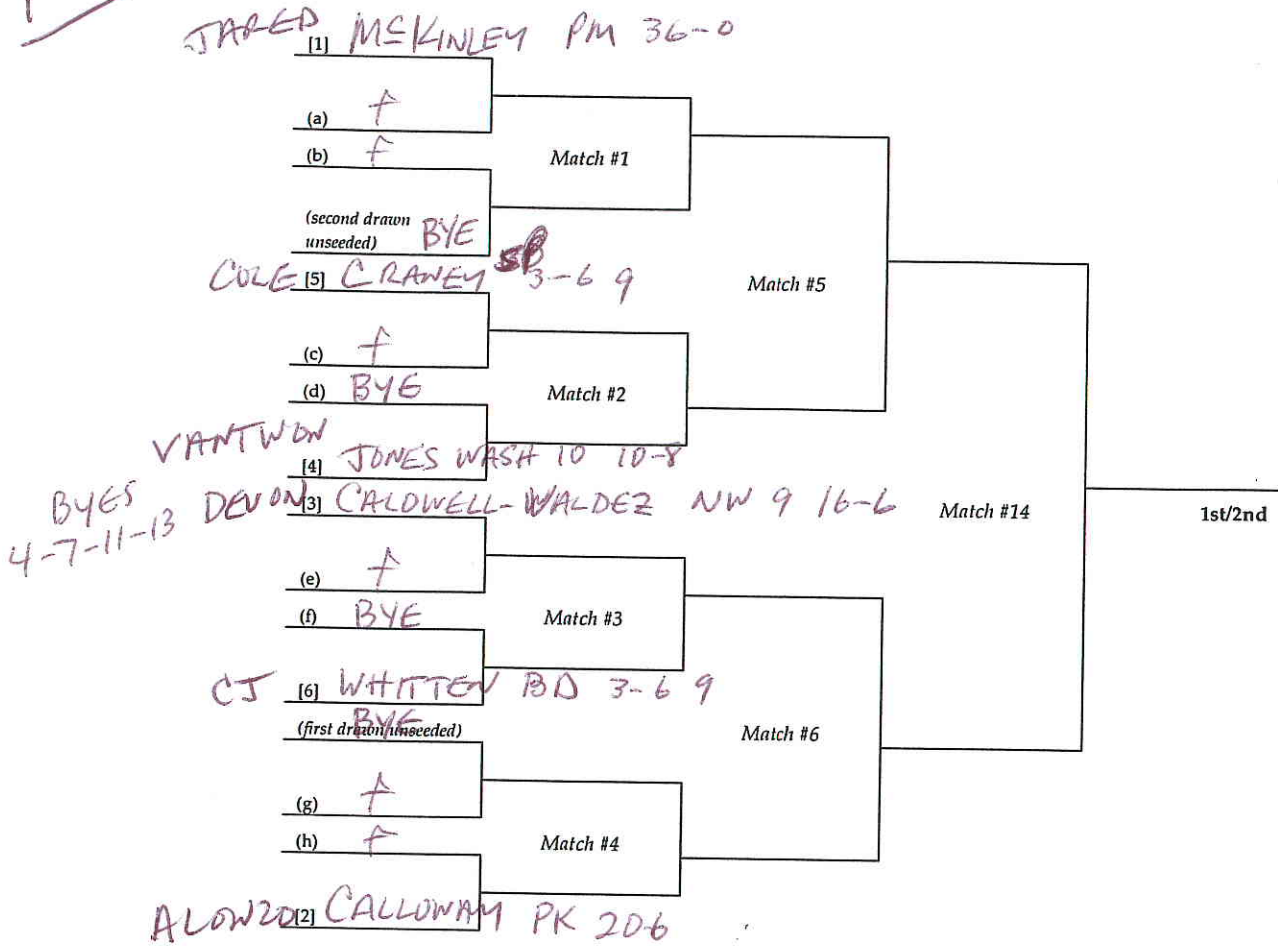 JARED [1] McKINLEY PM 36-0
(a) f
(b) f
Match #1
(second drawn
unseeded) BYE
COLE [5] CRANEY 3-6 9
Match #5
(c) f
(d) BYE
Match #2
VANTWON
[4] JONES WASH 10 10-8
BYES
4-7-11-13
DEVON [3] CALDWELL-WALDEZ NW 9 16-6
Match #14
1st/2nd
(e) f
(f) BYE
Match #3
CJ [6] WHITTEN BD 3-6 9
BYE
(first drawn unseeded)
Match #6
(g) f
(h) f
Match #4
ALONZO [2] CALLOWAY PK 20-6